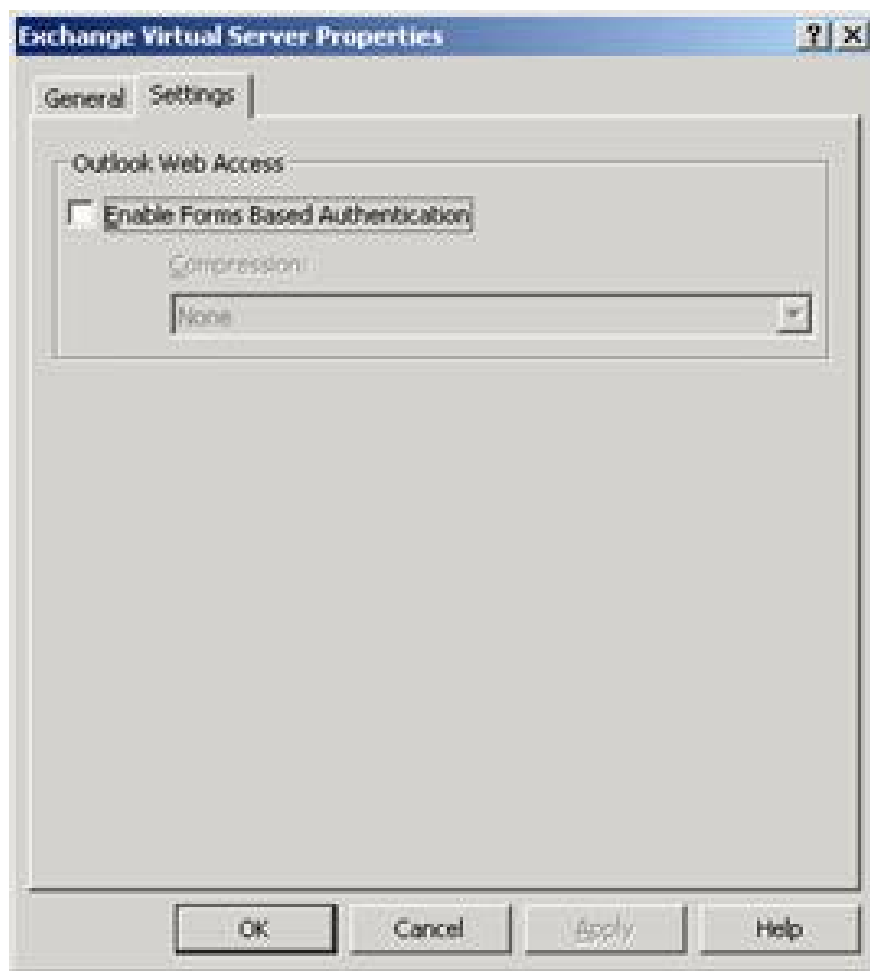 Exchange Virtual Server Properties
General Settings
Outlook Web Access
Enable Forms Based Authentication
Compression:
None
OK Cancel Apply Help